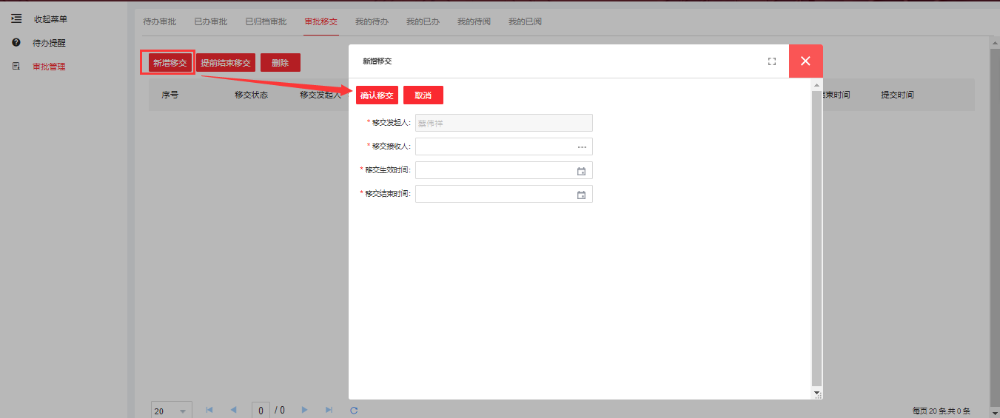 收起菜单
待办提醒
审批管理
待办审批 已办审批 已归档审批 审批移交 我的待办 我的已办 我的待阅 我的已阅
新增移交 提前结束移交 删除
序号 移交状态 移交发起人 结束时间 提交时间
新增移交
确认移交 取消
* 移交发起人:
* 移交接收人:
* 移交生效时间:
* 移交结束时间:
20 0 / 0 每页 20 条,共 0 条